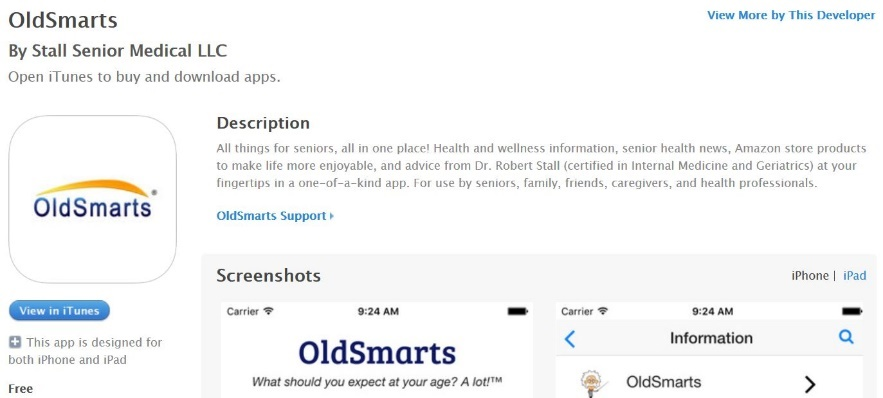 OldSmarts
View More by This Developer
By Stall Senior Medical LLC
Open iTunes to buy and download apps.
OldSmarts®
View in iTunes
This app is designed for
both iPhone and iPad
Free
Description
All things for seniors, all in one place! Health and wellness information, senior health news, Amazon store products
to make life more enjoyable, and advice from Dr. Robert Stall (certified in Internal Medicine and Geriatrics) at your
fingertips in a one-of-a-kind app. For use by seniors, family, friends, caregivers, and health professionals.
OldSmarts Support
Screenshots
iPhone | iPad
Carrier 9:24 AM
OldSmarts
What should you expect at your age? A lot!™
Carrier 9:24 AM
Information
OldSmarts